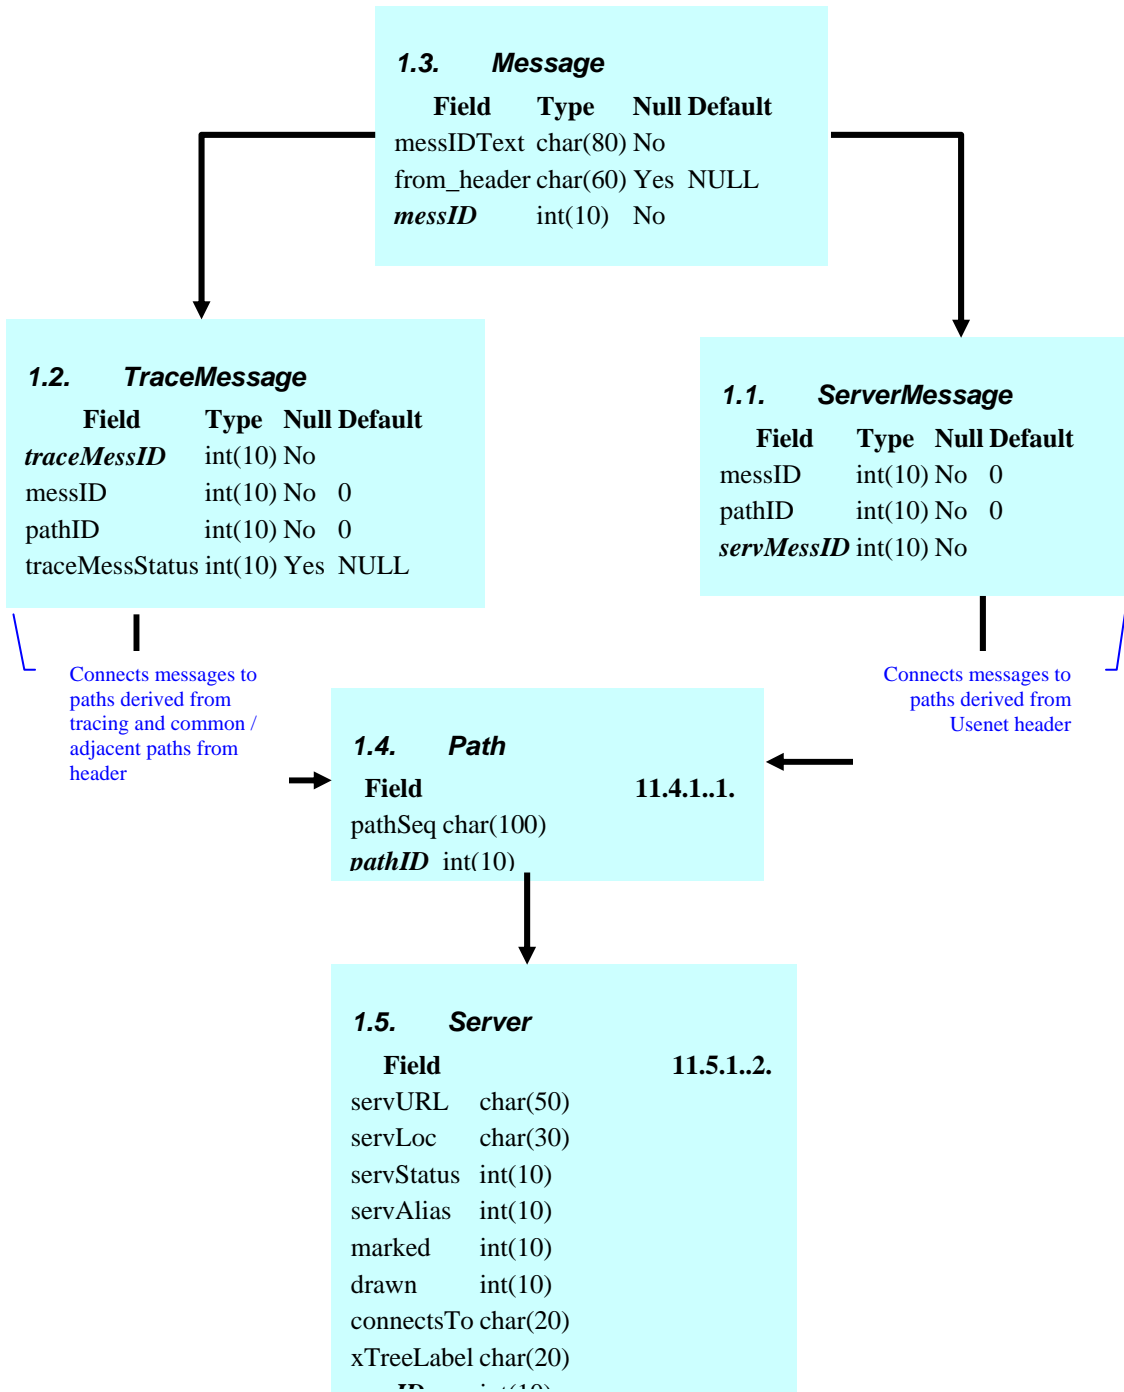 1.3. Message
Field Type Null Default
messIDText char(80) No
from_header char(60) Yes NULL
messID int(10) No
1.2. TraceMessage
Field Type Null Default
traceMessID int(10) No
messID int(10) No 0
pathID int(10) No 0
traceMessStatus int(10) Yes NULL
1.1. ServerMessage
Field Type Null Default
messID int(10) No 0
pathID int(10) No 0
servMessID int(10) No
Connects messages to
paths derived from
tracing and common /
adjacent paths from
header
Connects messages to
paths derived from
Usenet header
1.4. Path
Field 11.4.1..1.
pathSeq char(100)
pathID int(10)
1.5. Server
Field 11.5.1..2.
servURL char(50)
servLoc char(30)
servStatus int(10)
servAlias int(10)
marked int(10)
drawn int(10)
connectsTo char(20)
xTreeLabel char(20)
int(10)